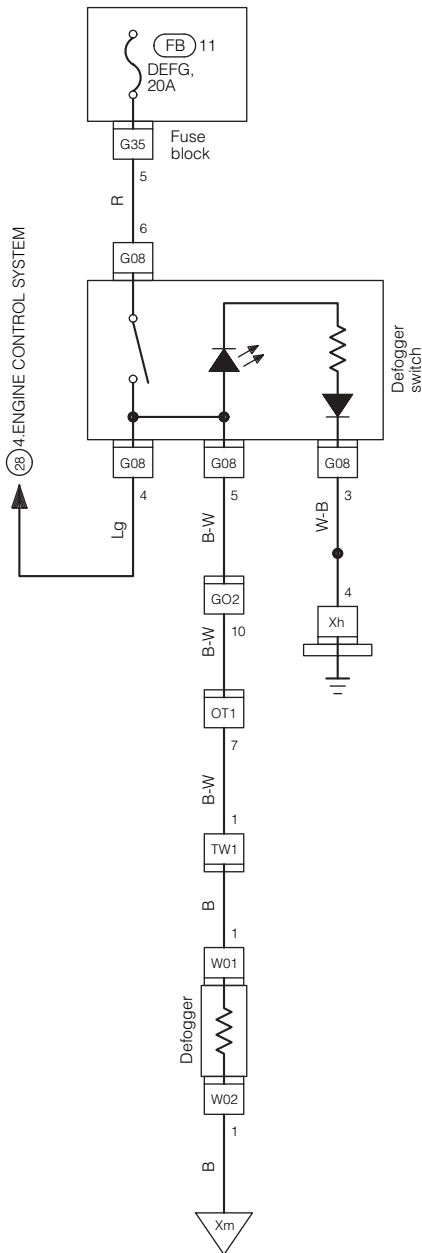 FB 11
DEFG,
20A
G35
Fuse
block
5
R
6
G08
28 4.ENGINE CONTROL SYSTEM
Defogger
switch
G08
G08
G08
4
5
3
Lg
B-W
W-B
4
GO2
Xh
10
B-W
OT1
7
B-W
1
TW1
B
1
W01
Defogger
W02
1
B
Xm